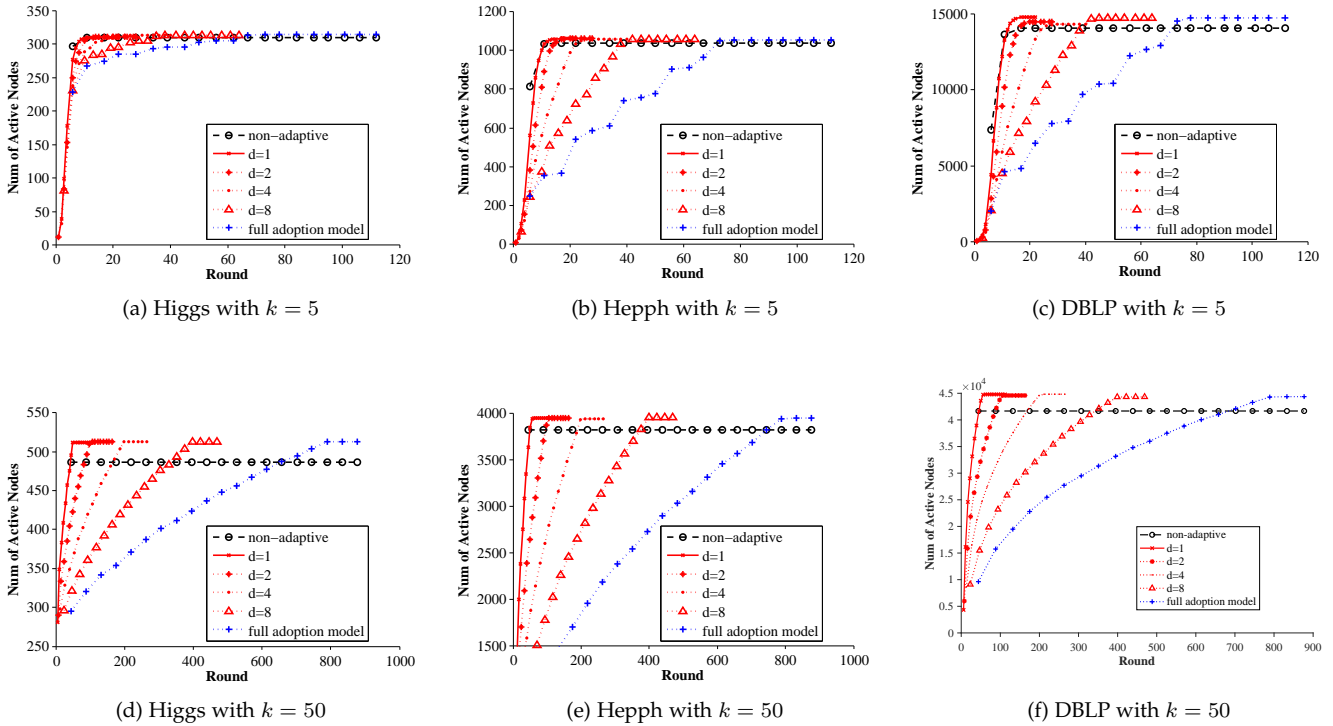 350
300
250
200
150
100
50
0
Num of Active Nodes
non−adaptive
d=1
d=2
d=4
d=8
full adoption model
0 20 40 60 80 100 120
Round
(a) Higgs with k = 5
1200
1000
800
600
400
200
0
Num of Active Nodes
non−adaptive
d=1
d=2
d=4
d=8
full adoption model
0 20 40 60 80 100 120
Round
(b) Hepph with k = 5
15000
10000
5000
0
Num of Active Nodes
non−adaptive
d=1
d=2
d=4
d=8
full adoption model
0 20 40 60 80 100 120
Round
(c) DBLP with k = 5
550
500
450
400
350
300
250
Num of Active Nodes
non−adaptive
d=1
d=2
d=4
d=8
full adoption model
0 200 400 600 800 1000
Round
(d) Higgs with k = 50
4000
3500
3000
2500
2000
1500
Num of Active Nodes
non−adaptive
d=1
d=2
d=4
d=8
full adoption model
0 200 400 600 800 1000
Round
(e) Hepph with k = 50
×10^4
4.5
4
3.5
3
2.5
2
1.5
1
0.5
0
Num of Active Nodes
non−adaptive
d=1
d=2
d=4
d=8
full adoption model
0 100 200 300 400 500 600 700 800 900
Round
(f) DBLP with k = 50